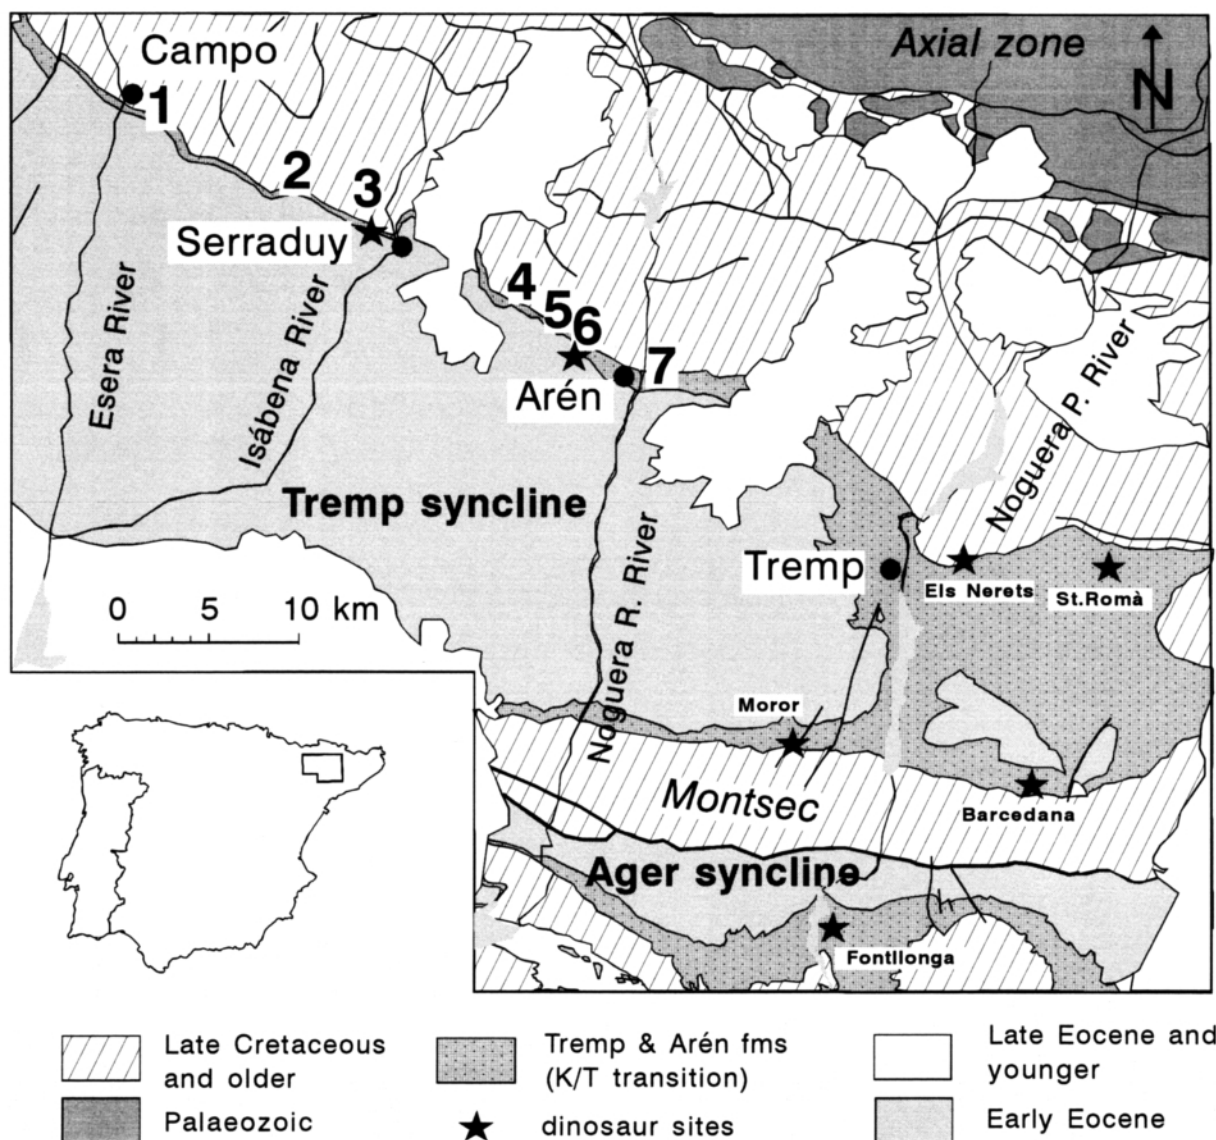 Campo
1
Axial zone
N
2
3
Serraduy
4
5
6
7
Arén
Esera River
Isábena River
Noguera P. River
Tremp syncline
Noguera R. River
Tremp
Els Nerets
St.Romà
0 5 10 km
Moror
Montsec
Barcedana
Ager syncline
Fontllonga
Late Cretaceous
and older
Tremp & Arén fms
(K/T transition)
Late Eocene and
younger
Palaeozoic
dinosaur sites
Early Eocene